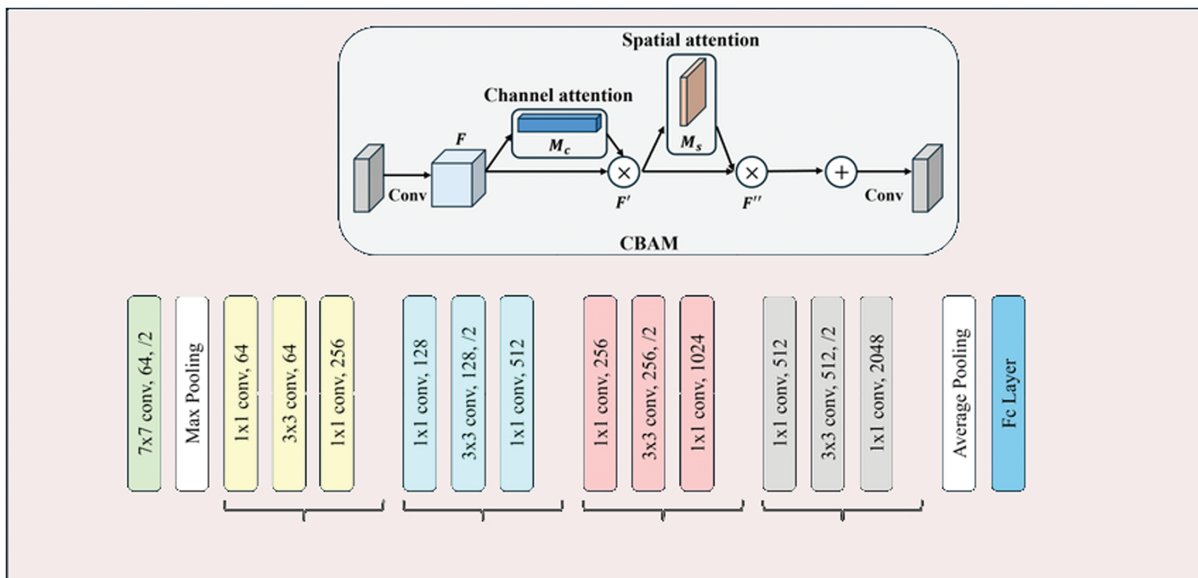 Spatial attention
Channel attention
F
M_c
M_s
Conv
×
F′
×
F′′
+
Conv
CBAM
7x7 conv, 64, /2
Max Pooling
1x1 conv, 64
3x3 conv, 64
1x1 conv, 256
1x1 conv, 128
3x3 conv, 128, /2
1x1 conv, 512
1x1 conv, 256
3x3 conv, 256, /2
1x1 conv, 1024
1x1 conv, 512
3x3 conv, 512, /2
1x1 conv, 2048
Average Pooling
Fc Layer